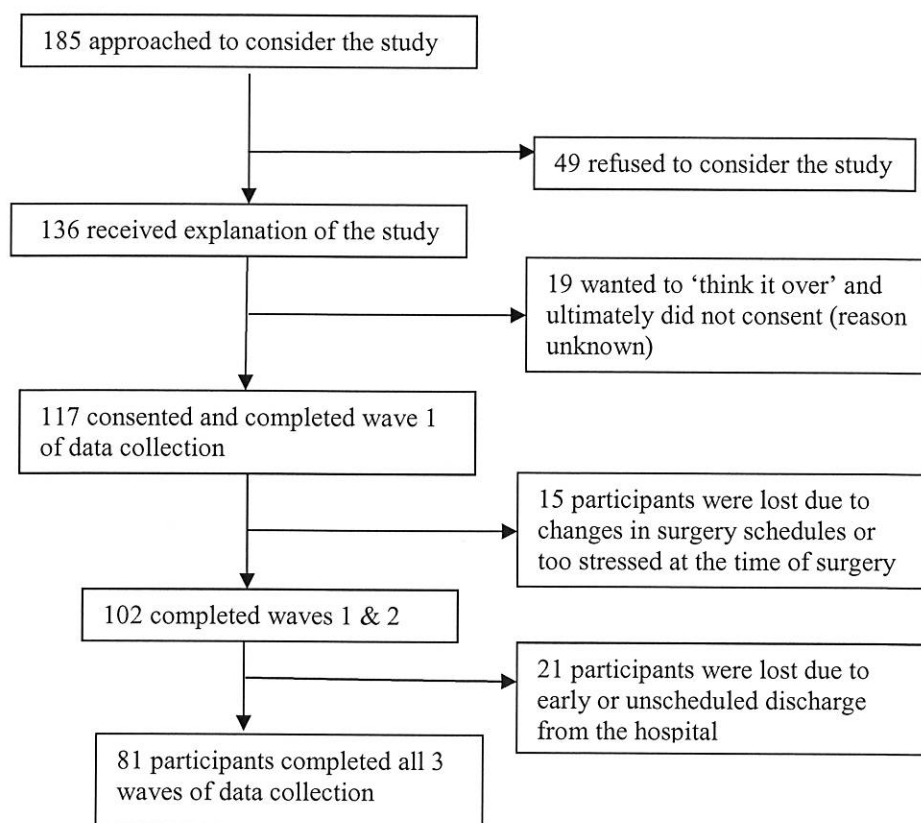 185 approached to consider the study
49 refused to consider the study
136 received explanation of the study
19 wanted to ‘think it over’ and
ultimately did not consent (reason
unknown)
117 consented and completed wave 1
of data collection
15 participants were lost due to
changes in surgery schedules or
too stressed at the time of surgery
102 completed waves 1 & 2
21 participants were lost due to
early or unscheduled discharge
from the hospital
81 participants completed all 3
waves of data collection